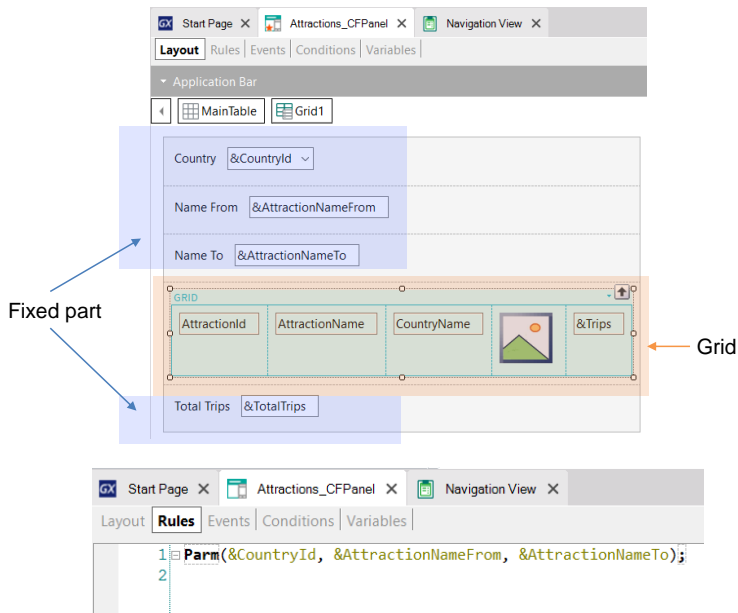 GX Start Page X Attractions_CFPanel X Navigation View X
Layout Rules Events Conditions Variables
Application Bar
MainTable Grid1
Country &CountryId
Name From &AttractionNameFrom
Name To &AttractionNameTo
Fixed part
GRID
AttractionId AttractionName CountryName &Trips
Grid
Total Trips &TotalTrips
GX Start Page X Attractions_CFPanel X Navigation View X
Layout Rules Events Conditions Variables
1 Parm(&CountryId, &AttractionNameFrom, &AttractionNameTo);
2